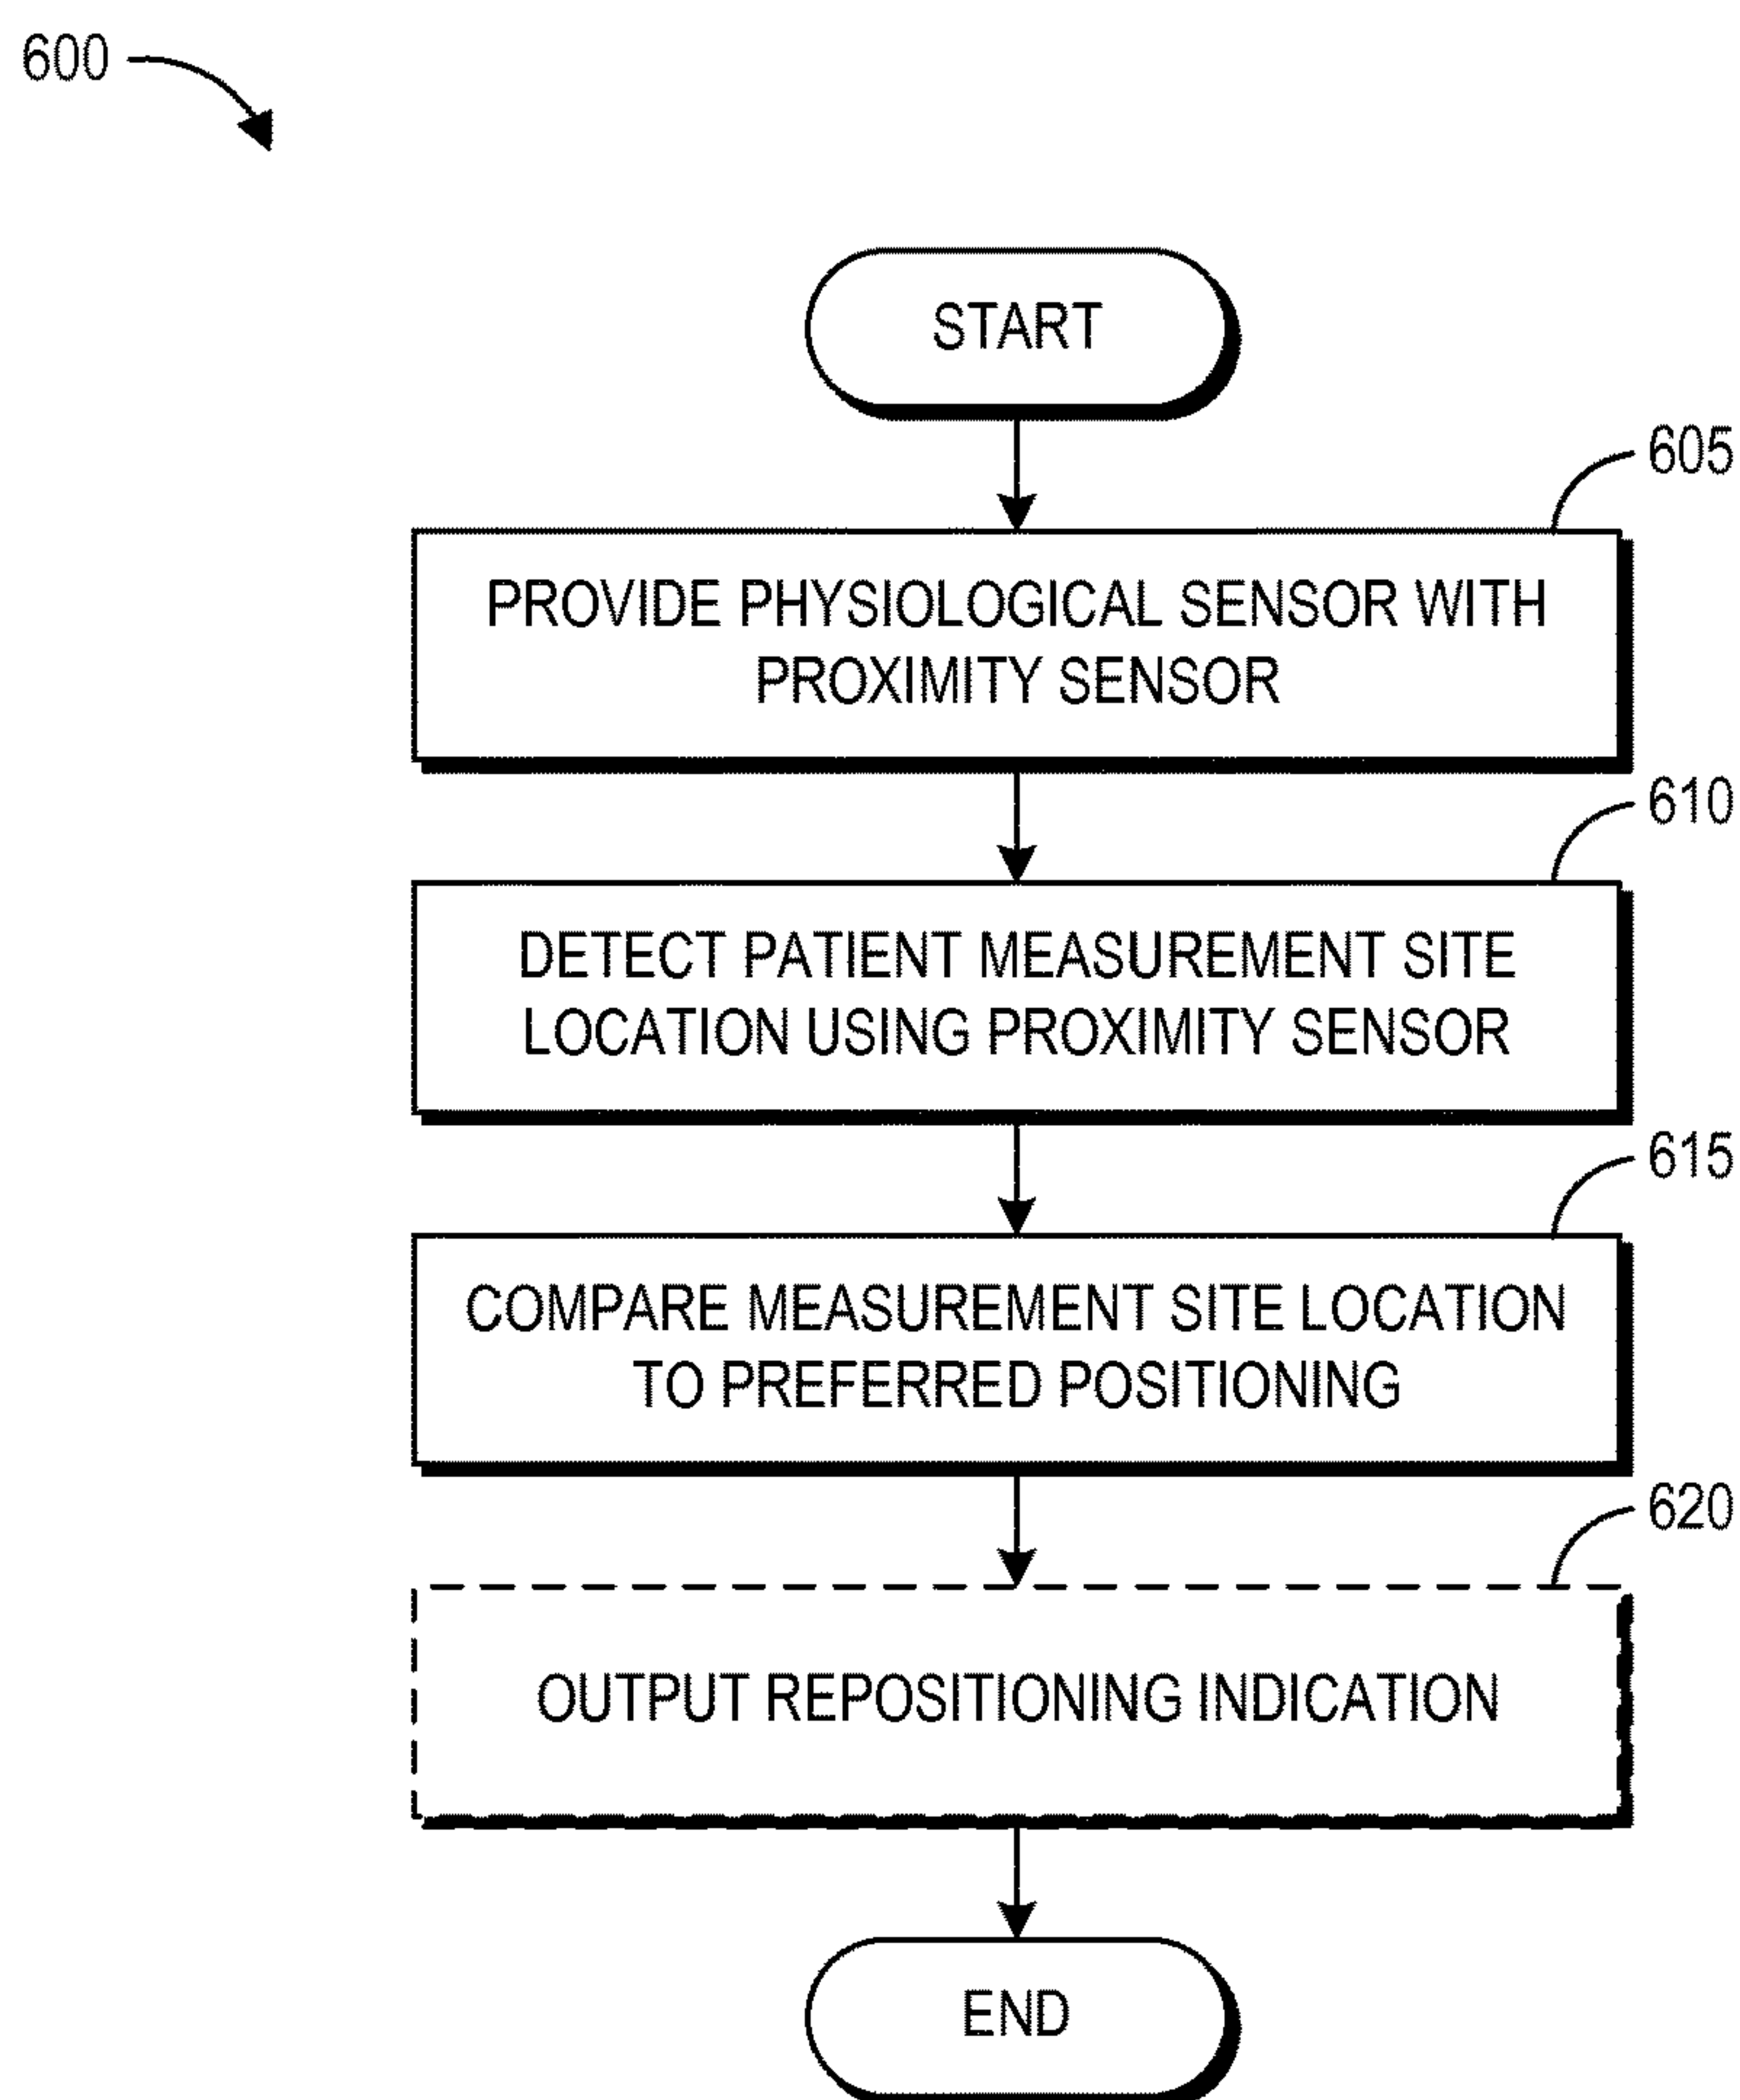 600
START
605
PROVIDE PHYSIOLOGICAL SENSOR WITH
PROXIMITY SENSOR
610
DETECT PATIENT MEASUREMENT SITE
LOCATION USING PROXIMITY SENSOR
615
COMPARE MEASUREMENT SITE LOCATION
TO PREFERRED POSITIONING
620
OUTPUT REPOSITIONING INDICATION
END